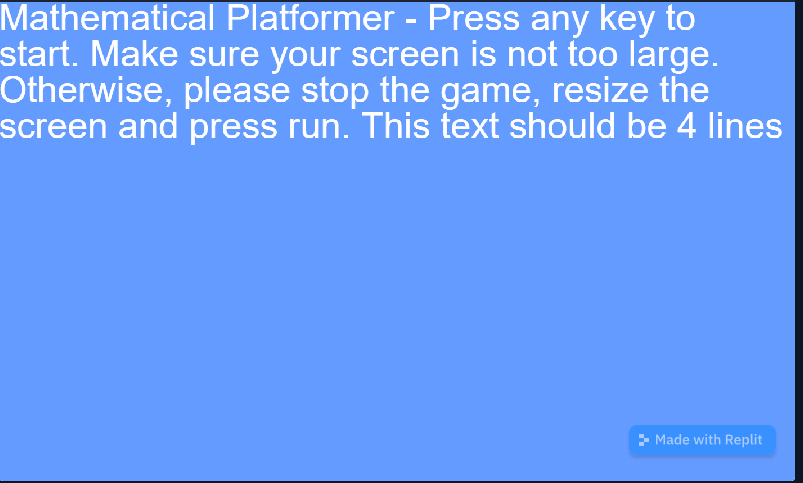 Mathematical Platformer - Press any key to
start. Make sure your screen is not too large.
Otherwise, please stop the game, resize the
screen and press run. This text should be 4 lines
Made with Replit